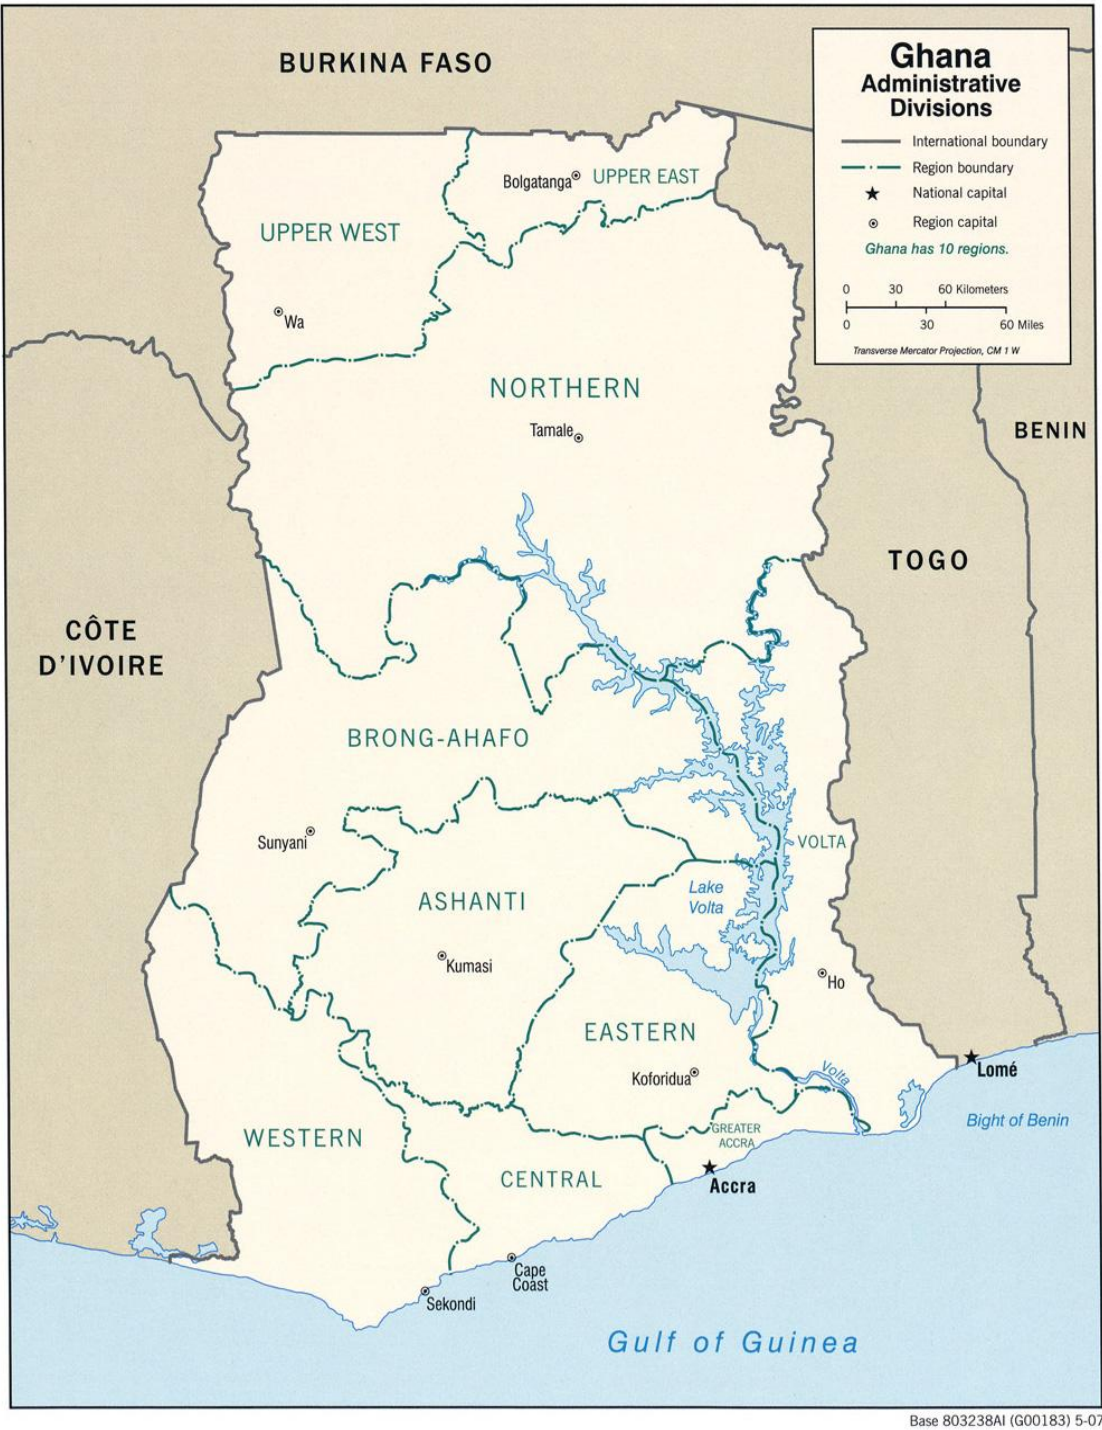 BURKINA FASO
Ghana
Administrative
Divisions
International boundary
Region boundary
National capital
Region capital
Ghana has 10 regions.
0 30 60 Kilometers
0 30 60 Miles
Transverse Mercator Projection, CM 1 W
Bolgatanga
UPPER EAST
UPPER WEST
Wa
NORTHERN
Tamale
BENIN
TOGO
CÔTE
D'IVOIRE
BRONG-AHAFO
Sunyani
VOLTA
ASHANTI
Lake
Volta
Kumasi
Ho
EASTERN
Koforidua
Volta
Lomé
Bight of Benin
WESTERN
GREATER
ACCRA
CENTRAL
Accra
Cape
Coast
Sekondi
Gulf of Guinea
Base 803238AI (G00183) 5-07